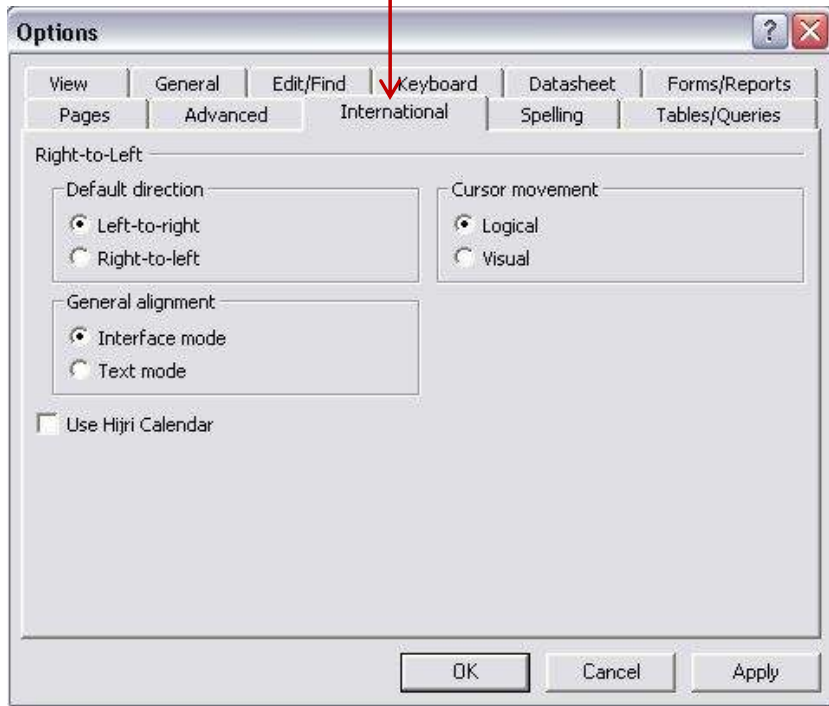 Options
View General Edit/Find Keyboard Datasheet Forms/Reports
Pages Advanced International Spelling Tables/Queries
Right-to-Left
Default direction
Left-to-right
Right-to-left
Cursor movement
Logical
Visual
General alignment
Interface mode
Text mode
Use Hijri Calendar
OK Cancel Apply